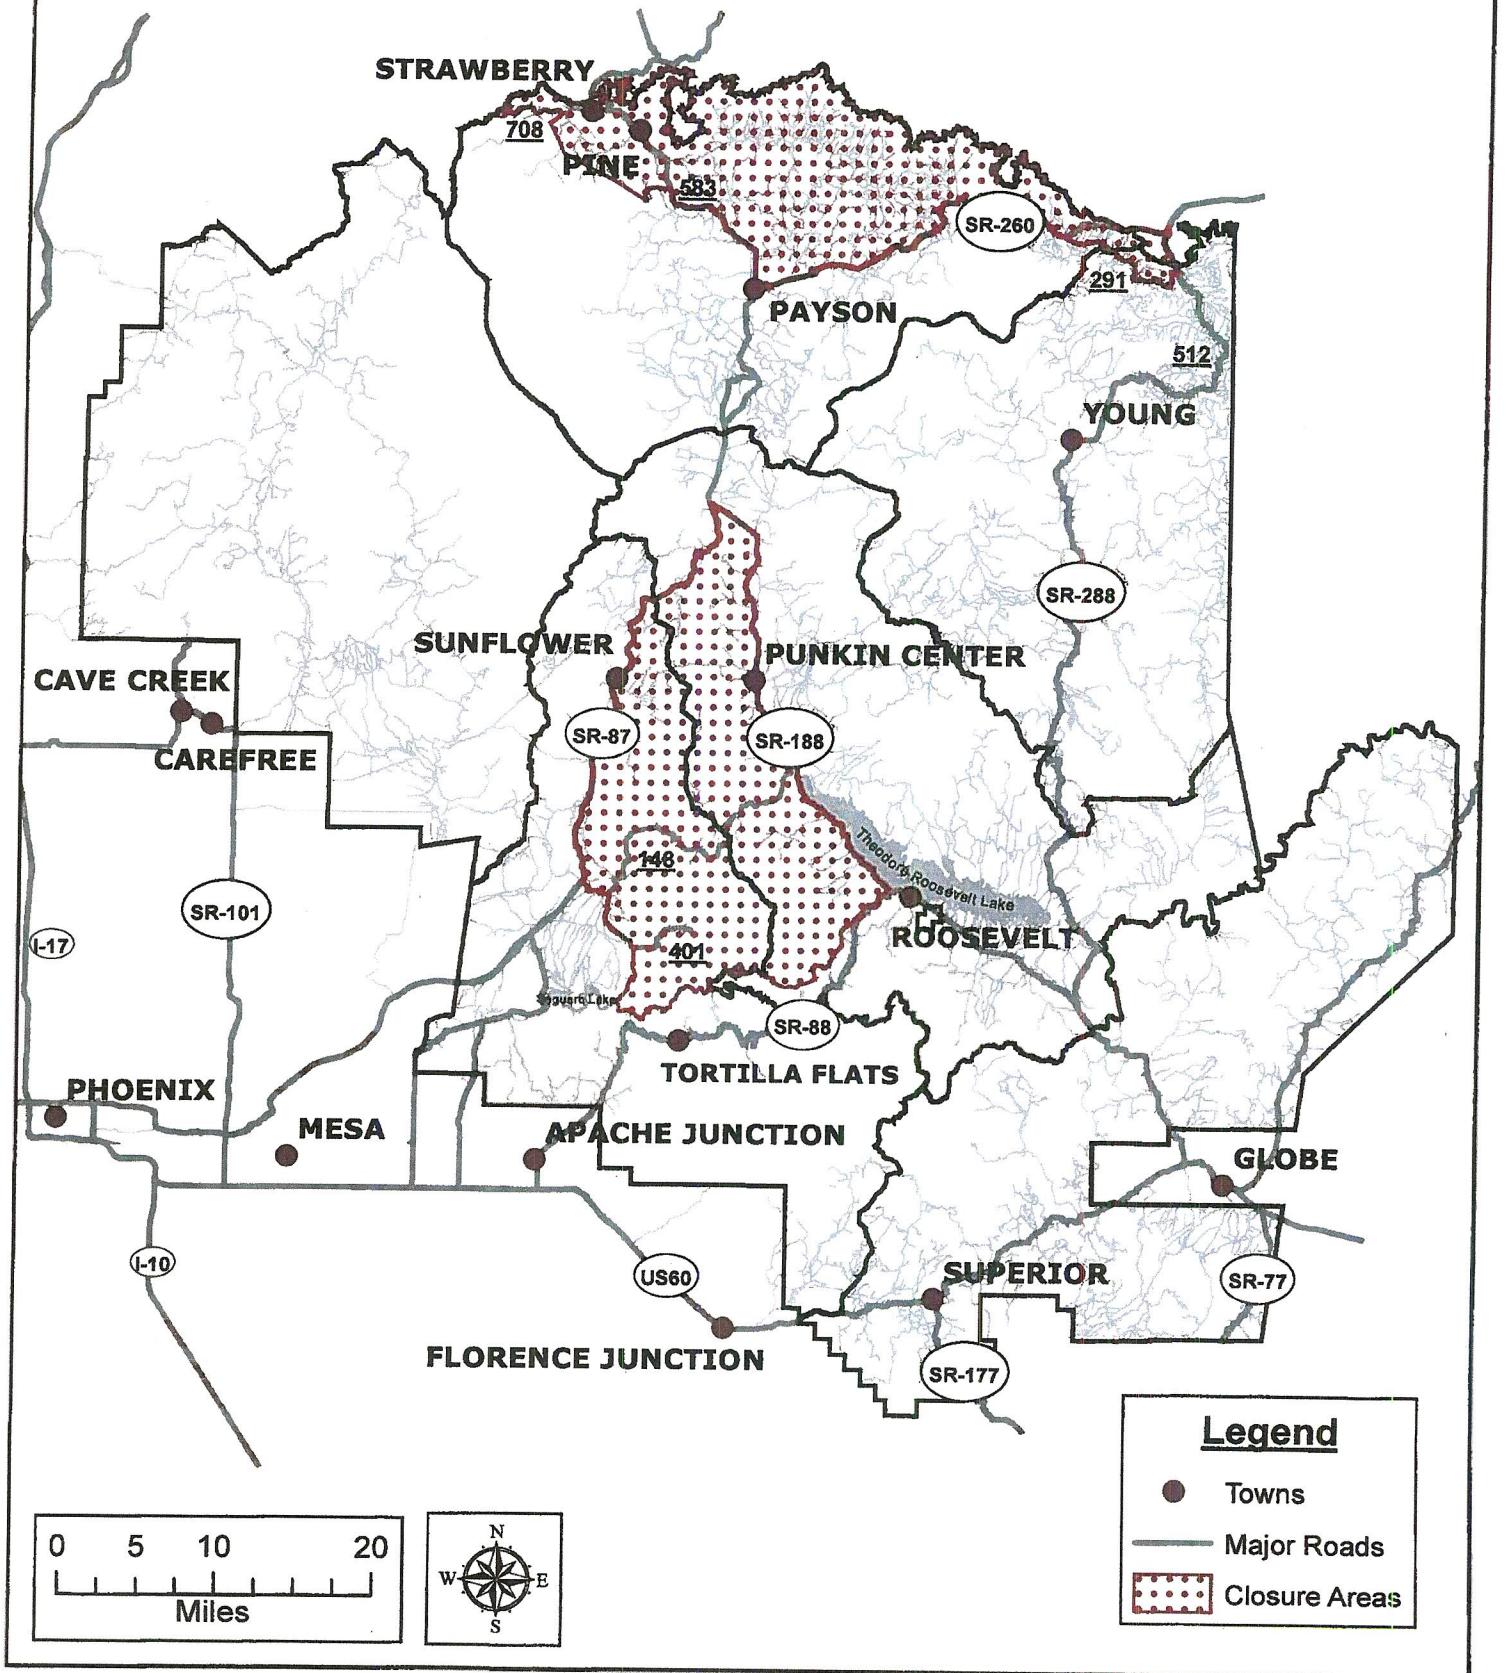 STRAWBERRY
708
PINE
583
SR-260
291
PAYSON
512
YOUNG
SR-288
SUNFLOWER
PUNKIN CENTER
CAVE CREEK
SR-87
SR-188
CAREFREE
Theodore Roosevelt Lake
148
SR-101
I-17
ROOSEVELT
401
Saguaro Lake
SR-88
TORTILLA FLATS
PHOENIX
MESA
APACHE JUNCTION
GLOBE
I-10
US60
SUPERIOR
SR-77
FLORENCE JUNCTION
SR-177
Legend
Towns
Major Roads
Closure Areas
0 5 10 20
Miles
N
W E
S